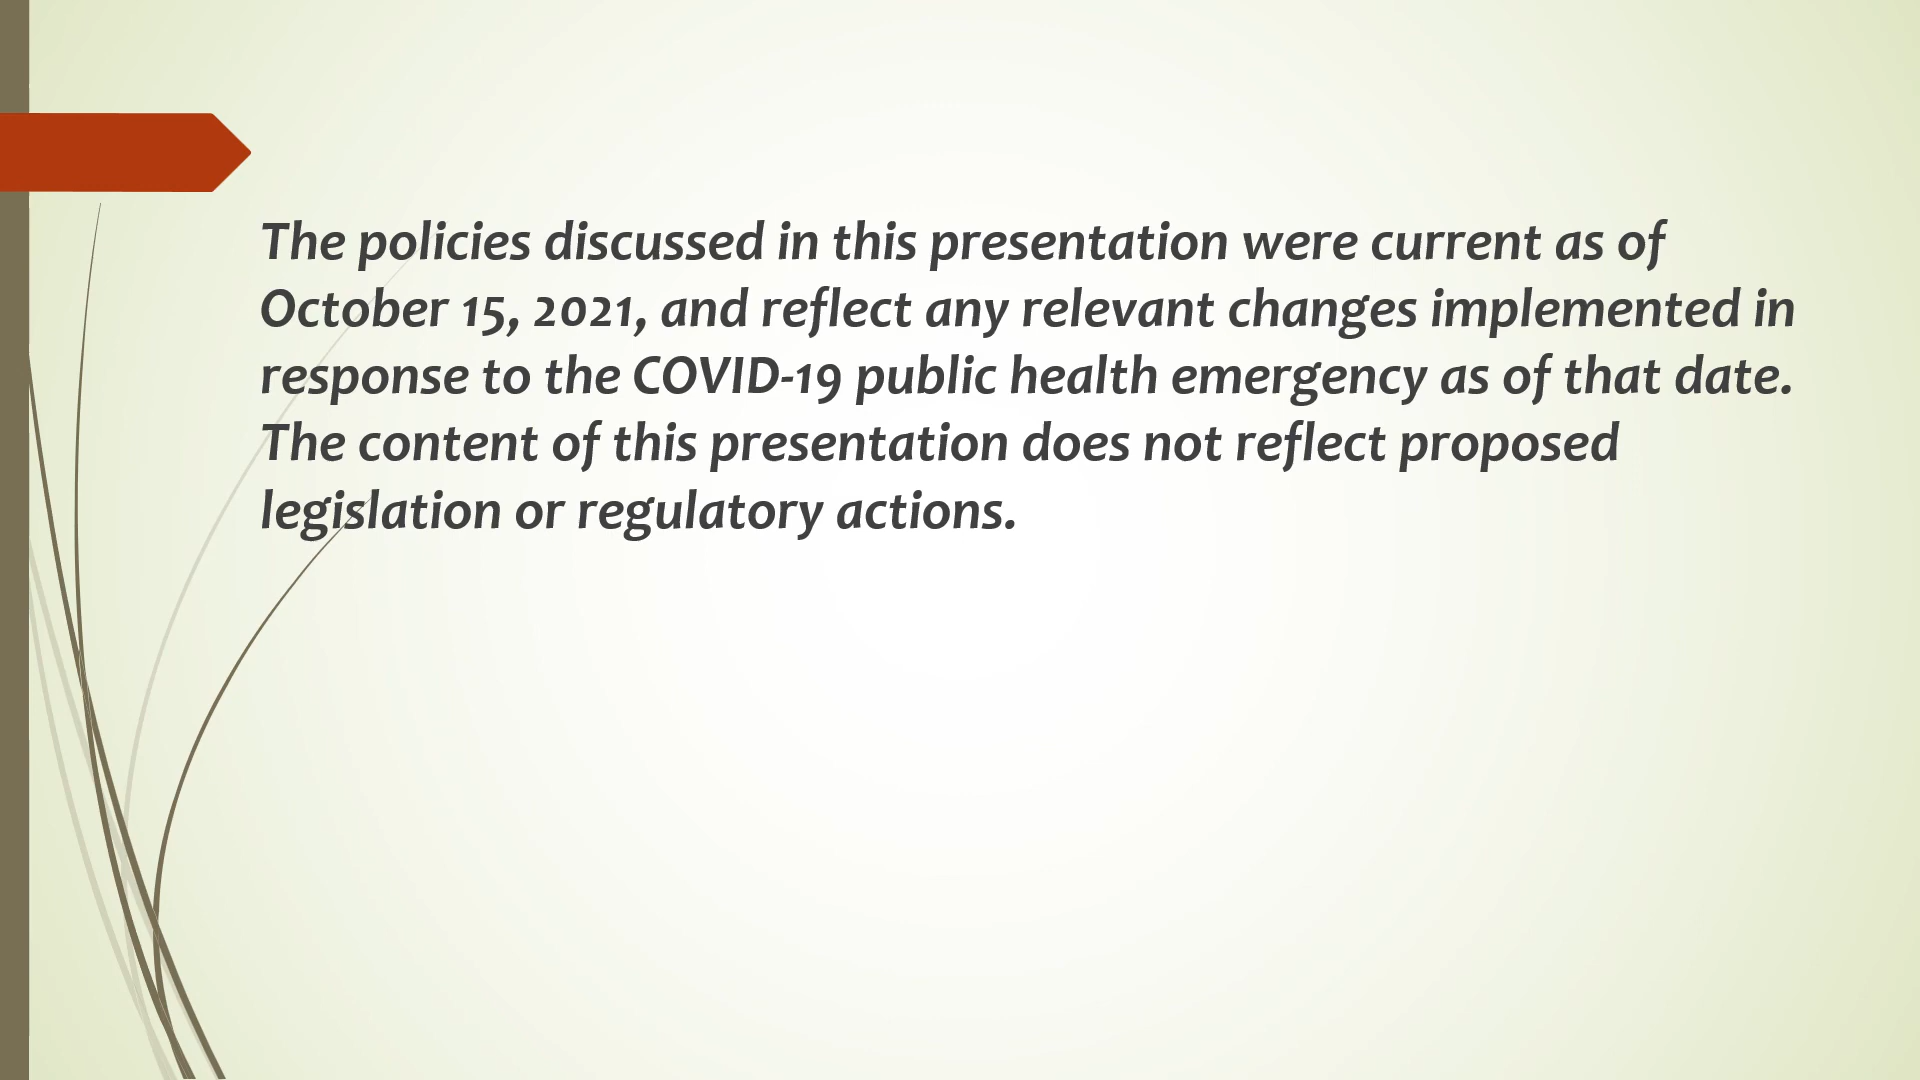 The policies discussed in this presentation were current as of
October 15, 2021, and reflect any relevant changes implemented in
response to the COVID-19 public health emergency as of that date.
The content of this presentation does not reflect proposed
legislation or regulatory actions.